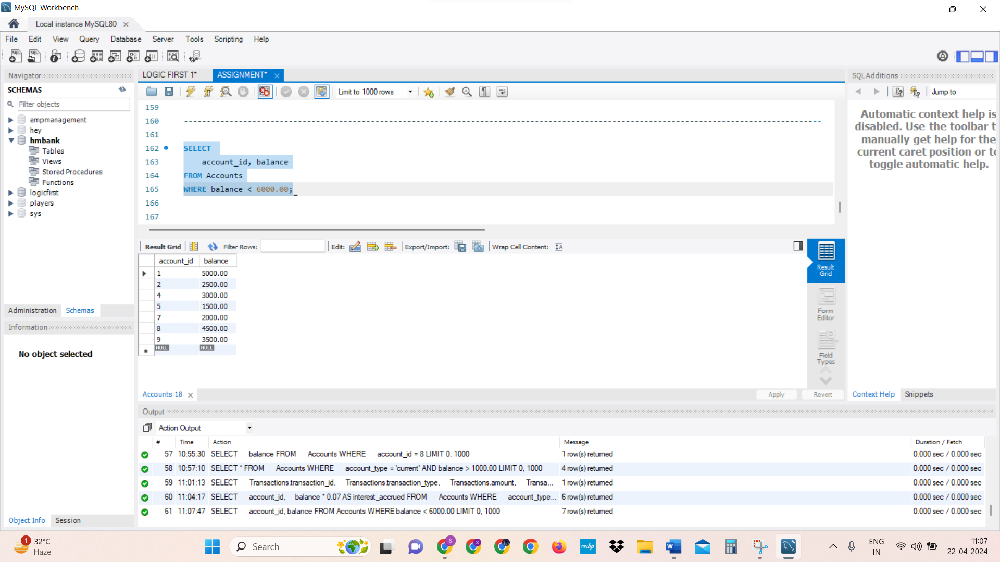 MySQL Workbench
Local instance MySQL80
File Edit View Query Database Server Tools Scripting Help
Navigator
SCHEMAS
Filter objects
empmanagement
hey
hmbank
Tables
Views
Stored Procedures
Functions
logicfirst
players
sys
Administration Schemas
Information
No object selected
Object Info Session
LOGIC FIRST 1* ASSIGNMENT*
Limit to 1000 rows
159
160 --------------------------------------------------------------------------------
161
162 SELECT
163 account_id, balance
164 FROM Accounts
165 WHERE balance < 6000.00;
166
167
Result Grid Filter Rows: Edit: Export/Import: Wrap Cell Content:
account_id balance
1 5000.00
2 2500.00
4 3000.00
5 1500.00
7 2000.00
8 4500.00
9 3500.00
NULL NULL
Result Grid
Form Editor
Field Types
Accounts 18
Apply Revert
SQLAdditions
Jump to
Automatic context help is
disabled. Use the toolbar t
manually get help for the
current caret position or to
toggle automatic help.
Context Help Snippets
Output
Action Output
# Time Action Message Duration / Fetch
57 10:55:30 SELECT balance FROM Accounts WHERE account_id = 8 LIMIT 0, 1000 1 row(s) returned 0.000 sec / 0.000 sec
58 10:57:10 SELECT * FROM Accounts WHERE account_type = 'current' AND balance > 1000.00 LIMIT 0, 1000 4 row(s) returned 0.000 sec / 0.000 sec
59 11:01:13 SELECT Transactions.transaction_id, Transactions.transaction_type, Transactions.amount, Transa... 1 row(s) returned 0.000 sec / 0.000 sec
60 11:04:17 SELECT account_id, balance * 0.07 AS interest_accrued FROM Accounts WHERE account_type... 6 row(s) returned 0.000 sec / 0.000 sec
61 11:07:47 SELECT account_id, balance FROM Accounts WHERE balance < 6000.00 LIMIT 0, 1000 7 row(s) returned 0.000 sec / 0.000 sec
1
32°C
Haze
Search
ENG
IN
11:07
22-04-2024